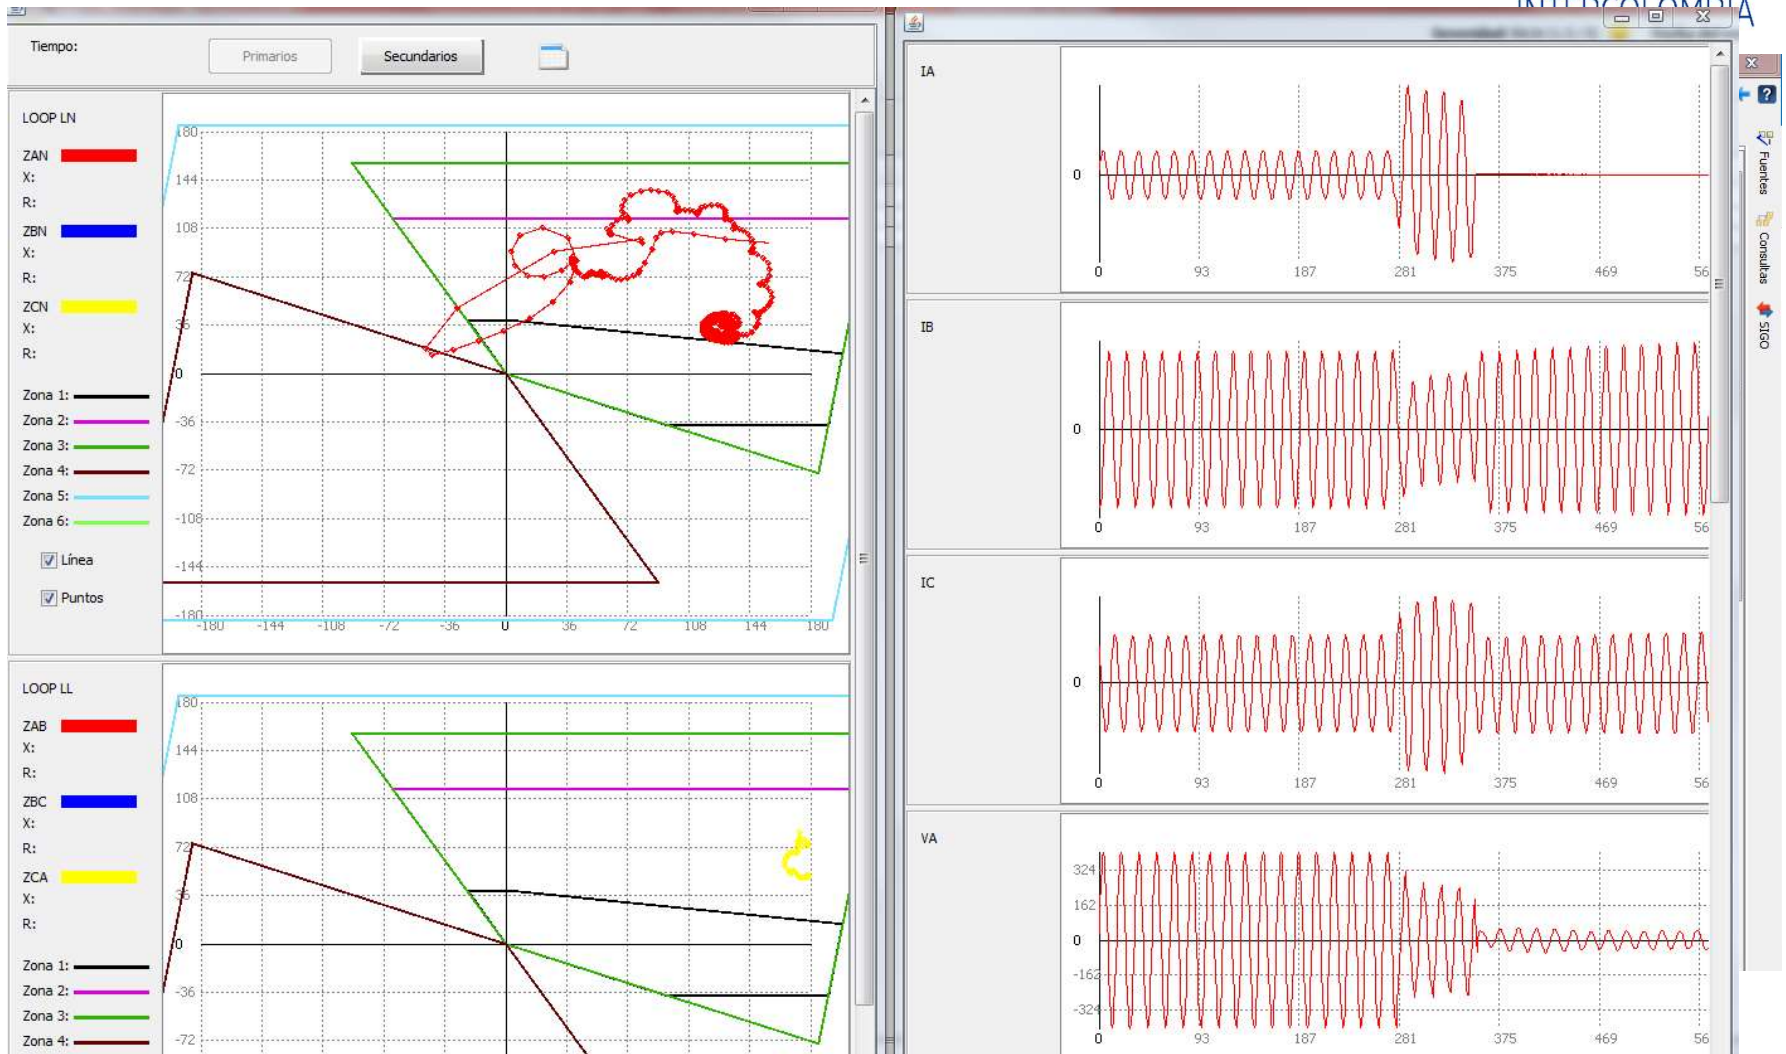 INTERCOLOMBIA
Tiempo:
Primarios
Secundarios
LOOP LN
ZAN
X:
R:
ZBN
X:
R:
ZCN
X:
R:
Zona 1:
Zona 2:
Zona 3:
Zona 4:
Zona 5:
Zona 6:
Línea
Puntos
180
144
108
72
36
0
-36
-72
-108
-144
-180
-180 -144 -108 -72 -36 0 36 72 108 144 180
LOOP LL
ZAB
X:
R:
ZBC
X:
R:
ZCA
X:
R:
Zona 1:
Zona 2:
Zona 3:
Zona 4:
180
144
108
72
36
0
-36
-72
IA
0
0 93 187 281 375 469 56
IB
0
0 93 187 281 375 469 56
IC
0
0 93 187 281 375 469 56
VA
324
162
0
-162
-324
0 93 187 281 375 469 56
Fuentes
Consultas
SIGO